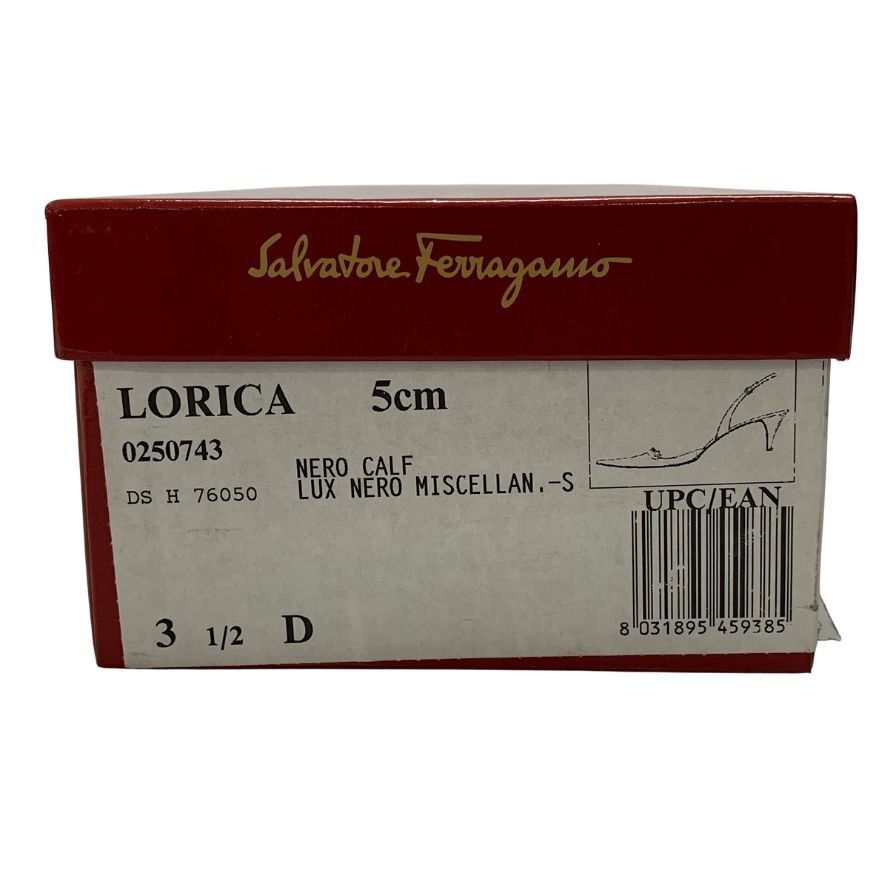 Salvatore Ferragamo
LORICA 5cm
0250743
NERO CALF
DS H 76050 LUX NERO MISCELLAN.-S
UPC/EAN
8 031895 459385
3 1/2 D